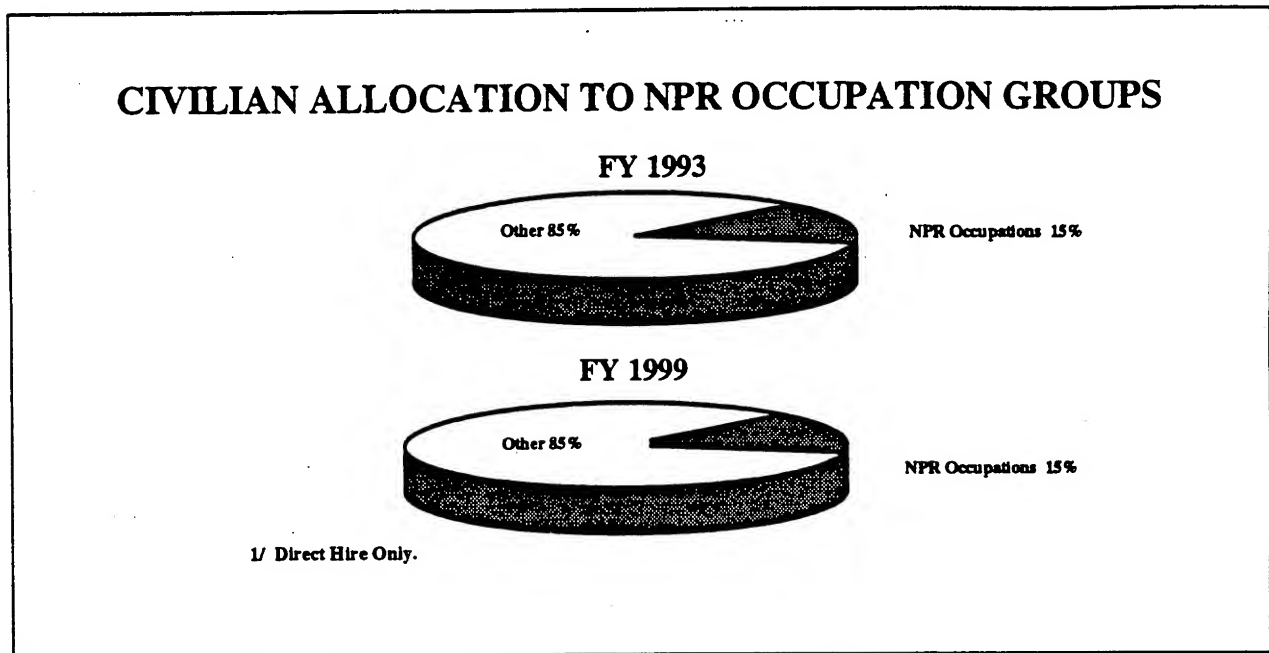 CIVILIAN ALLOCATION TO NPR OCCUPATION GROUPS
FY 1993
Other 85%
NPR Occupations 15%
FY 1999
Other 85%
NPR Occupations 15%
1/ Direct Hire Only.